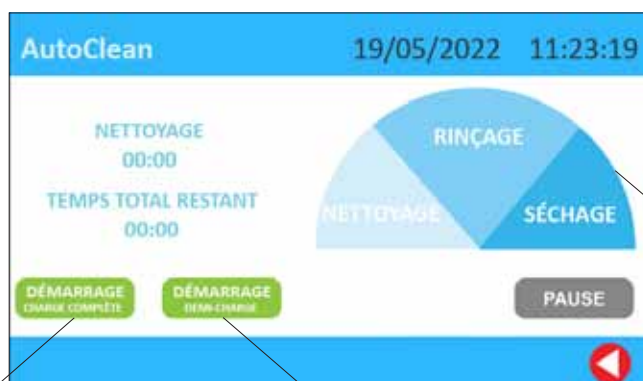 AutoClean 19/05/2022 11:23:19
NETTOYAGE
00:00
TEMPS TOTAL RESTANT
00:00
NETTOYAGE
RINÇAGE
SÉCHAGE
DÉMARRAGE
CHARGE COMPLÈTE
DÉMARRAGE
DEMI-CHARGE
PAUSE